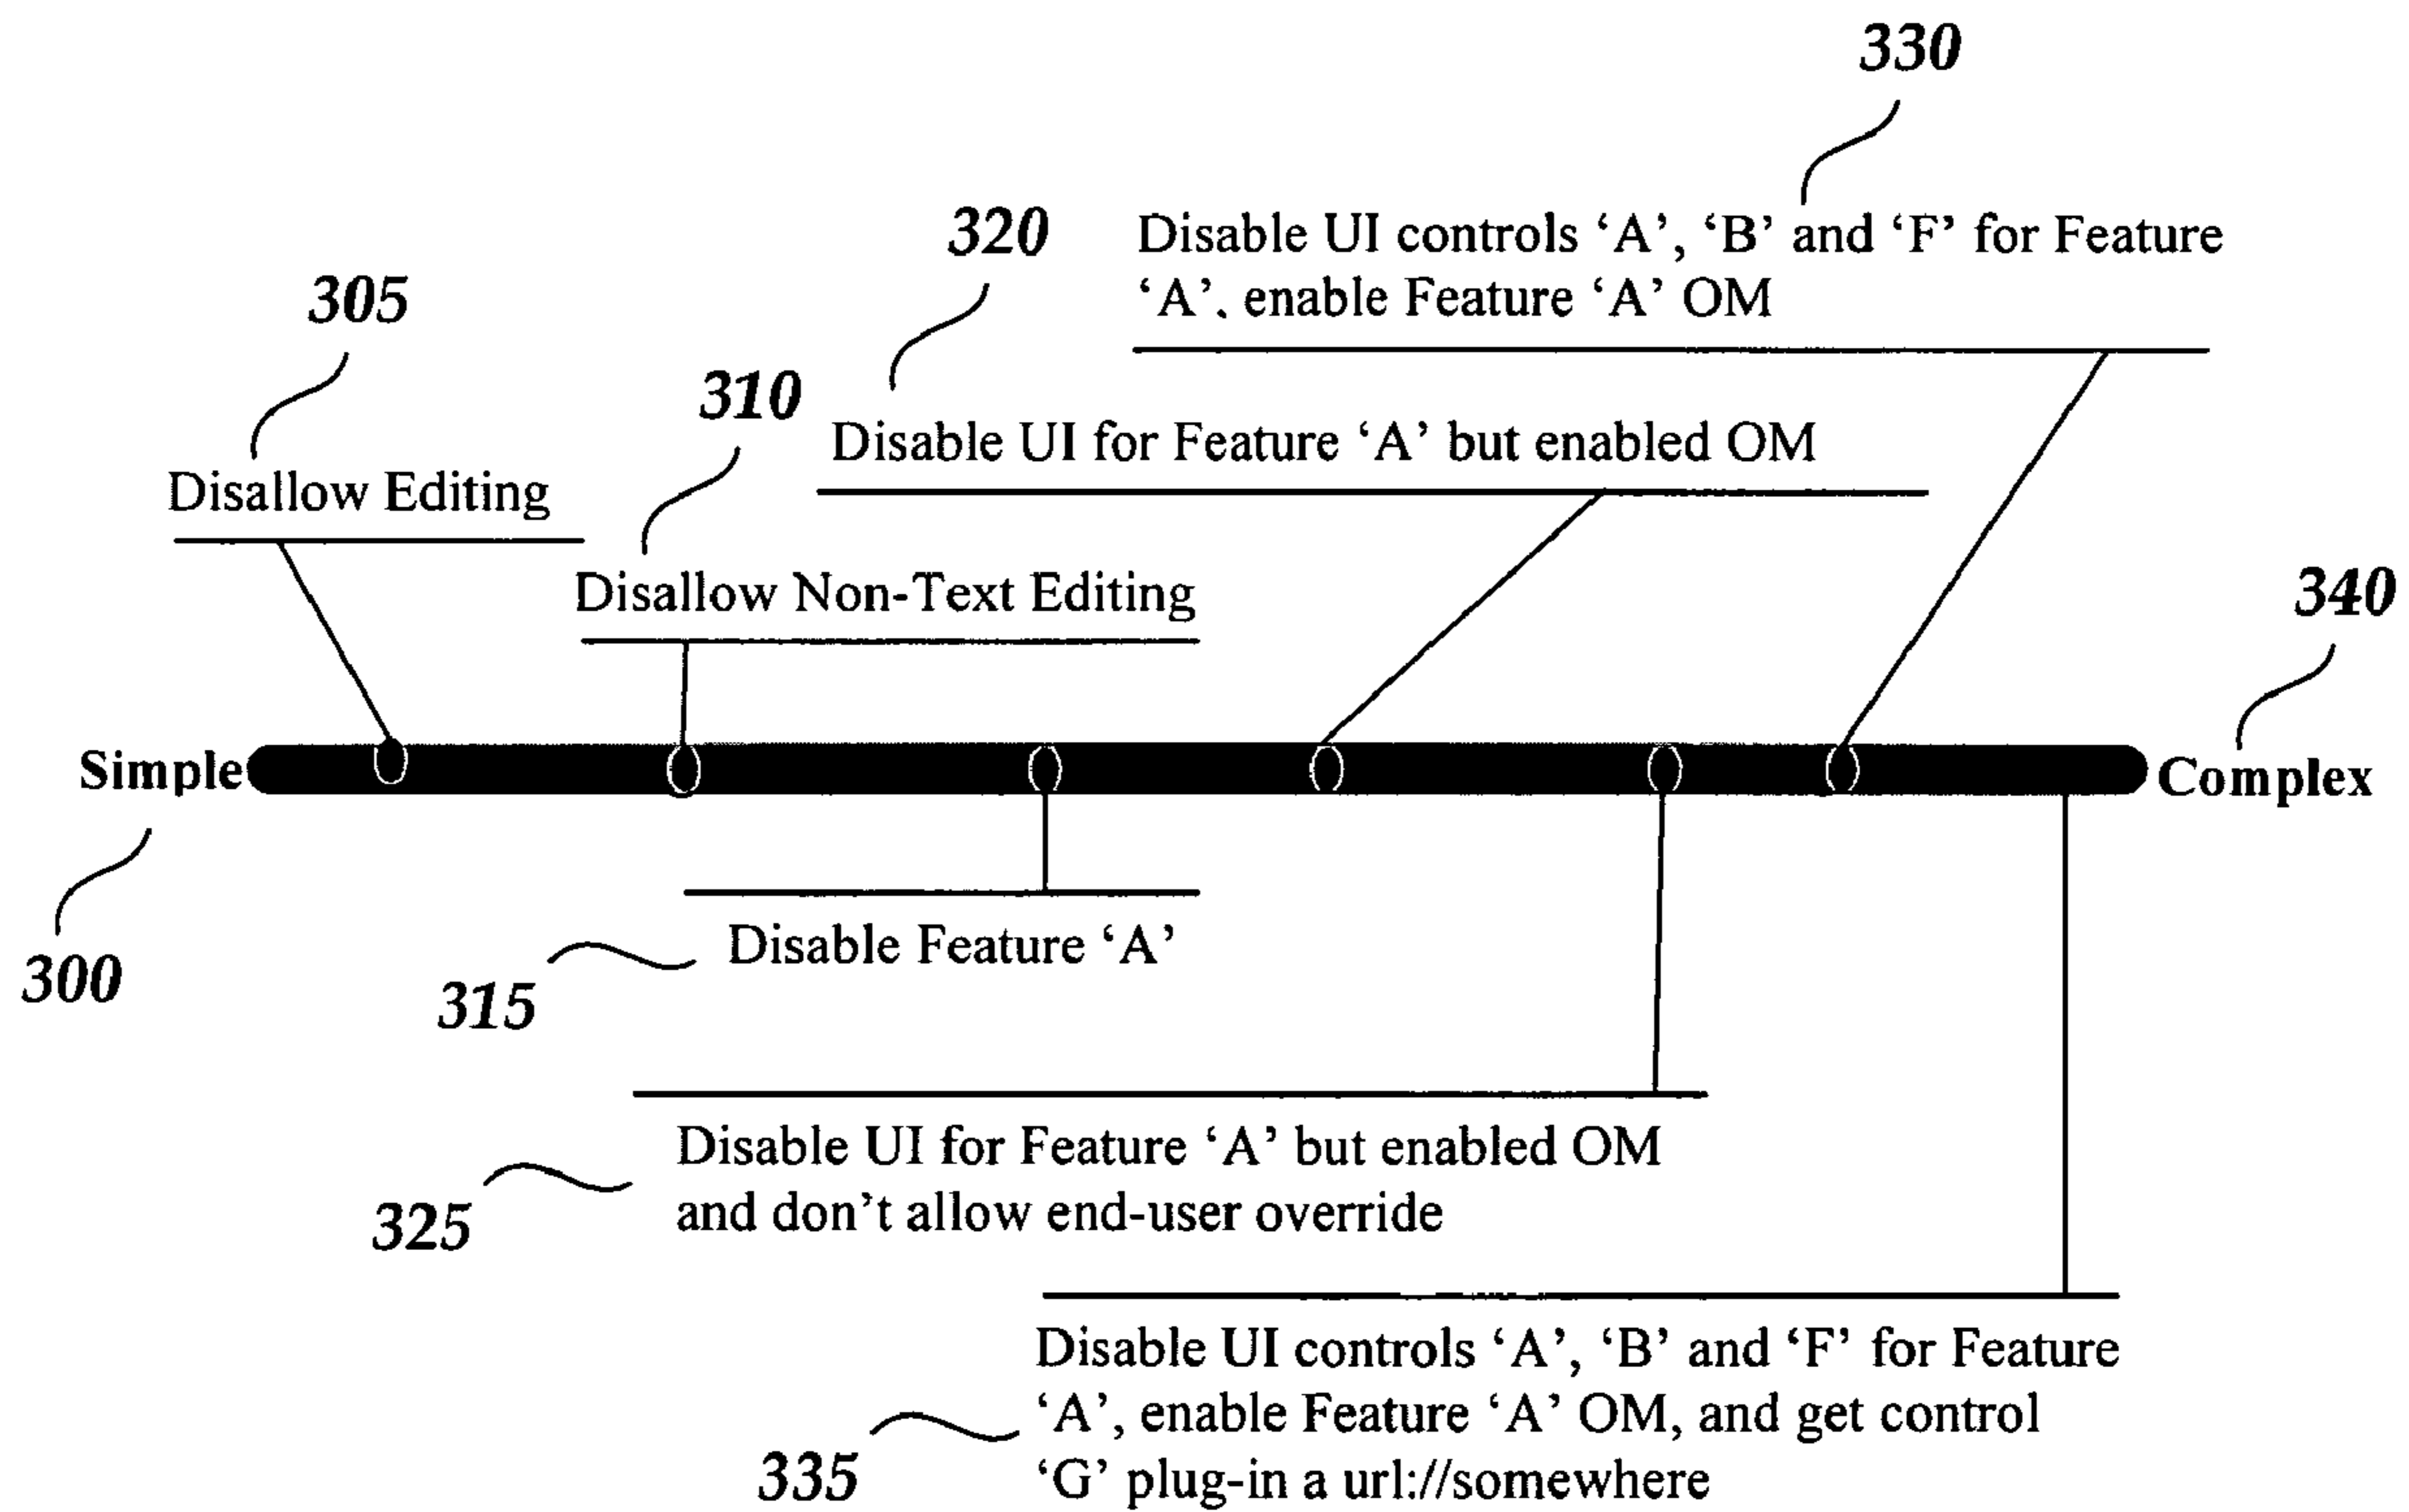 330
320
Disable UI controls ‘A’, ‘B’ and ‘F’ for Feature
‘A’. enable Feature ‘A’ OM
305
310
Disable UI for Feature ‘A’ but enabled OM
Disallow Editing
Disallow Non-Text Editing
340
Simple
Complex
300
Disable Feature ‘A’
315
Disable UI for Feature ‘A’ but enabled OM
and don’t allow end-user override
325
Disable UI controls ‘A’, ‘B’ and ‘F’ for Feature
‘A’, enable Feature ‘A’ OM, and get control
‘G’ plug-in a url://somewhere
335